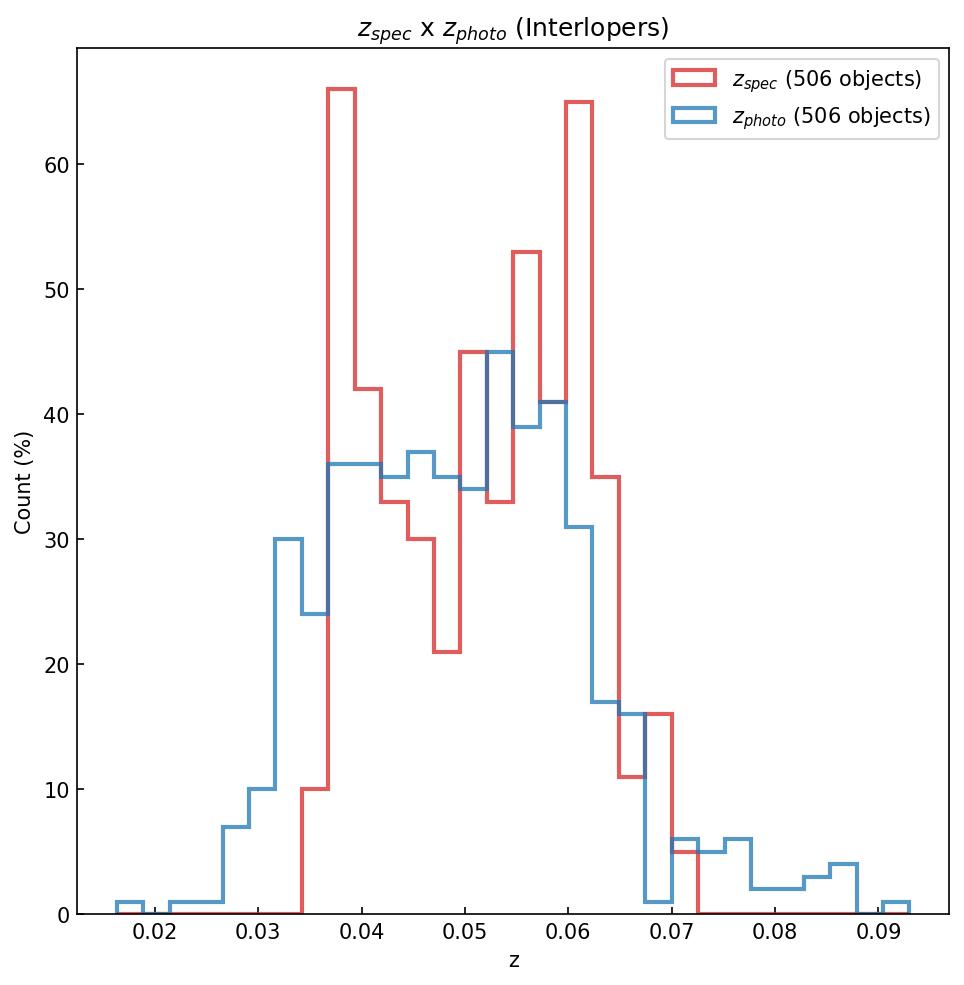 z_spec x z_photo (Interlopers)
z_spec (506 objects)
z_photo (506 objects)
Count (%)
60
50
40
30
20
10
0
0.02 0.03 0.04 0.05 0.06 0.07 0.08 0.09
z